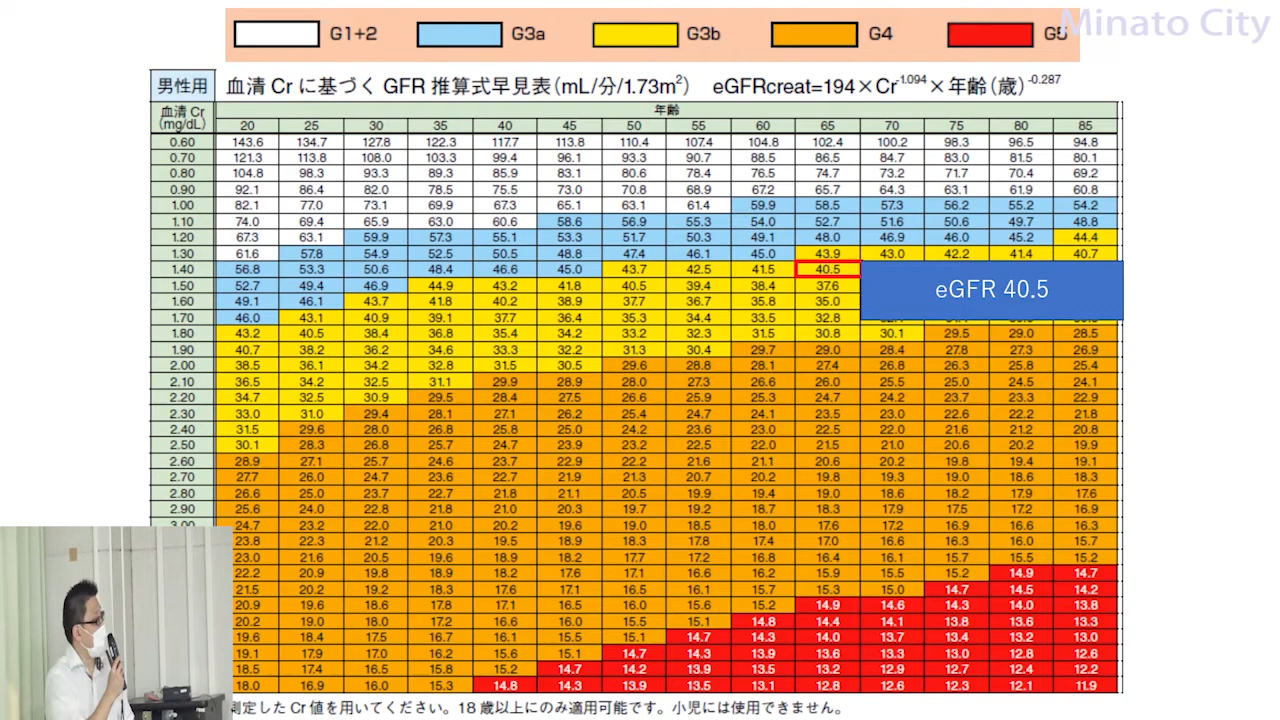 G1+2 G3a G3b G4 G5
Minato City
男性用 血清 Cr に基づく GFR 推算式早見表(mL/分/1.73m²) eGFRcreat=194×Cr⁻¹·⁰⁹⁴×年齢(歳)⁻⁰·²⁸⁷
血清 Cr (mg/dL) 年齢
20 25 30 35 40 45 50 55 60 65 70 75 80 85
0.60 143.6 134.7 127.8 122.3 117.7 113.8 110.4 107.4 104.8 102.4 100.2 98.3 96.5 94.8
0.70 121.3 113.8 108.0 103.3 99.4 96.1 93.3 90.7 88.5 86.5 84.7 83.0 81.5 80.1
0.80 104.8 98.3 93.3 89.3 85.9 83.1 80.6 78.4 76.5 74.7 73.2 71.7 70.4 69.2
0.90 92.1 86.4 82.0 78.5 75.5 73.0 70.8 68.9 67.2 65.7 64.3 63.1 61.9 60.8
1.00 82.1 77.0 73.1 69.9 67.3 65.1 63.1 61.4 59.9 58.5 57.3 56.2 55.2 54.2
1.10 74.0 69.4 65.9 63.0 60.6 58.6 56.9 55.3 54.0 52.7 51.6 50.6 49.7 48.8
1.20 67.3 63.1 59.9 57.3 55.1 53.3 51.7 50.3 49.1 48.0 46.9 46.0 45.2 44.4
1.30 61.6 57.8 54.9 52.5 50.5 48.8 47.4 46.1 45.0 43.9 43.0 42.2 41.4 40.7
1.40 56.8 53.3 50.6 48.4 46.6 45.0 43.7 42.5 41.5 40.5
eGFR 40.5
1.50 52.7 49.4 46.9 44.9 43.2 41.8 40.5 39.4 38.4 37.6
1.60 49.1 46.1 43.7 41.8 40.2 38.9 37.7 36.7 35.8 35.0
1.70 46.0 43.1 40.9 39.1 37.7 36.4 35.3 34.4 33.5 32.8
1.80 43.2 40.5 38.4 36.8 35.4 34.2 33.2 32.3 31.5 30.8 30.1 29.5 29.0 28.5
1.90 40.7 38.2 36.2 34.6 33.3 32.2 31.3 30.4 29.7 29.0 28.4 27.8 27.3 26.9
2.00 38.5 36.1 34.2 32.8 31.5 30.5 29.6 28.8 28.1 27.4 26.8 26.3 25.8 25.4
2.10 36.5 34.2 32.5 31.1 29.9 28.9 28.0 27.3 26.6 26.0 25.5 25.0 24.5 24.1
2.20 34.7 32.5 30.9 29.5 28.4 27.5 26.6 25.9 25.3 24.7 24.2 23.7 23.3 22.9
2.30 33.0 31.0 29.4 28.1 27.1 26.2 25.4 24.7 24.1 23.5 23.0 22.6 22.2 21.8
2.40 31.5 29.6 28.0 26.8 25.8 25.0 24.2 23.6 23.0 22.5 22.0 21.6 21.2 20.8
2.50 30.1 28.3 26.8 25.7 24.7 23.9 23.2 22.5 22.0 21.5 21.0 20.6 20.2 19.9
2.60 28.9 27.1 25.7 24.6 23.7 22.9 22.2 21.6 21.1 20.6 20.2 19.8 19.4 19.1
2.70 27.7 26.0 24.7 23.6 22.7 21.9 21.3 20.7 20.2 19.8 19.3 19.0 18.6 18.3
2.80 26.6 25.0 23.7 22.7 21.8 21.1 20.5 19.9 19.4 19.0 18.6 18.2 17.9 17.6
2.90 25.6 24.0 22.8 21.8 21.0 20.3 19.7 19.2 18.7 18.3 17.9 17.5 17.2 16.9
3.00 24.7 23.2 22.0 21.0 20.2 19.6 19.0 18.5 18.0 17.6 17.2 16.9 16.6 16.3
23.8 22.3 21.2 20.3 19.5 18.9 18.3 17.8 17.4 17.0 16.6 16.3 16.0 15.7
23.0 21.6 20.5 19.6 18.9 18.2 17.7 17.2 16.8 16.4 16.1 15.7 15.5 15.2
22.2 20.9 19.8 18.9 18.2 17.6 17.1 16.6 16.2 15.9 15.5 15.2 14.9 14.7
21.5 20.2 19.2 18.3 17.6 17.1 16.5 16.1 15.7 15.3 15.0 14.7 14.5 14.2
20.9 19.6 18.6 17.8 17.1 16.5 16.0 15.6 15.2 14.9 14.6 14.3 14.0 13.8
20.2 19.0 18.0 17.2 16.6 16.0 15.5 15.1 14.8 14.4 14.1 13.8 13.6 13.3
19.6 18.4 17.5 16.7 16.1 15.5 15.1 14.7 14.3 14.0 13.7 13.4 13.2 13.0
19.1 17.9 17.0 16.2 15.6 15.1 14.7 14.3 13.9 13.6 13.3 13.0 12.8 12.6
18.5 17.4 16.5 15.8 15.2 14.7 14.2 13.9 13.5 13.2 12.9 12.7 12.4 12.2
18.0 16.9 16.0 15.3 14.8 14.3 13.9 13.5 13.1 12.8 12.6 12.3 12.1 11.9
測定した Cr 値を用いてください。18 歳以上にのみ適用可能です。小児には使用できません。